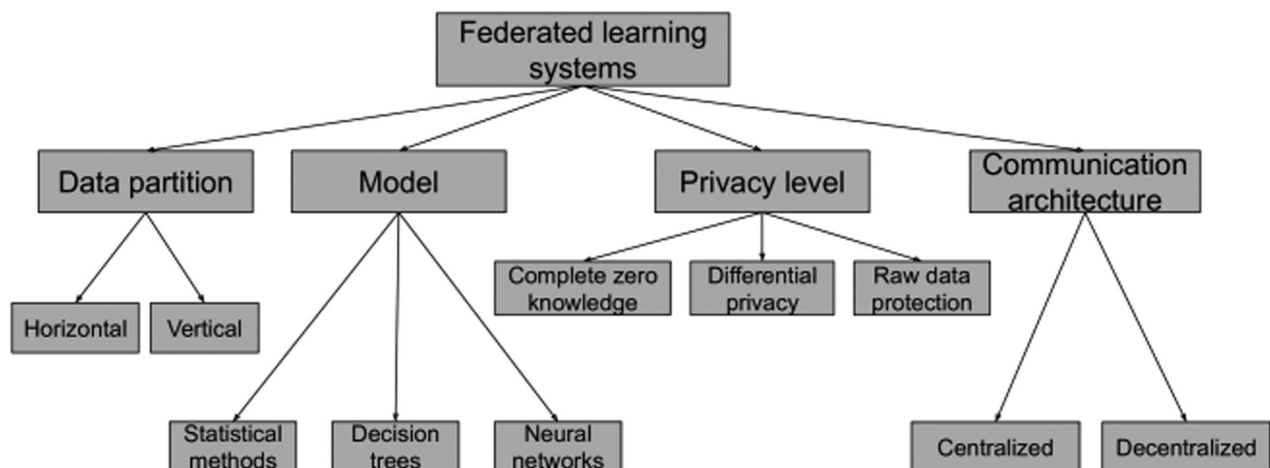 Federated learning
systems
Data partition
Model
Privacy level
Communication
architecture
Complete zero
knowledge
Differential
privacy
Raw data
protection
Horizontal
Vertical
Statistical
methods
Decision
trees
Neural
networks
Centralized
Decentralized